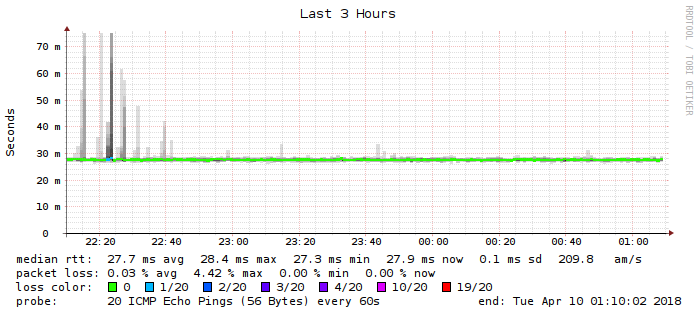 Last 3 Hours
RRDTOOL / TOBI OETIKER
Seconds
70 m
60 m
50 m
40 m
30 m
20 m
10 m
0
22:20 22:40 23:00 23:20 23:40 00:00 00:20 00:40 01:00
median rtt: 27.7 ms avg 28.4 ms max 27.3 ms min 27.9 ms now 0.1 ms sd 209.8 am/s
packet loss: 0.03 % avg 4.42 % max 0.00 % min 0.00 % now
loss color: 0 1/20 2/20 3/20 4/20 10/20 19/20
probe: 20 ICMP Echo Pings (56 Bytes) every 60s end: Tue Apr 10 01:10:02 2018